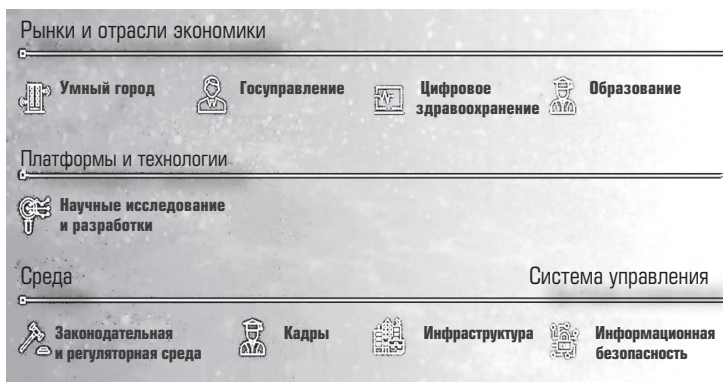 Рынки и отрасли экономики
Умный город Госуправление Цифровое здравоохранение Образование
Платформы и технологии
Научные исследование
и разработки
Среда Система управления
Законодательная
и регуляторная среда
Кадры
Инфраструктура
Информационная
безопасность